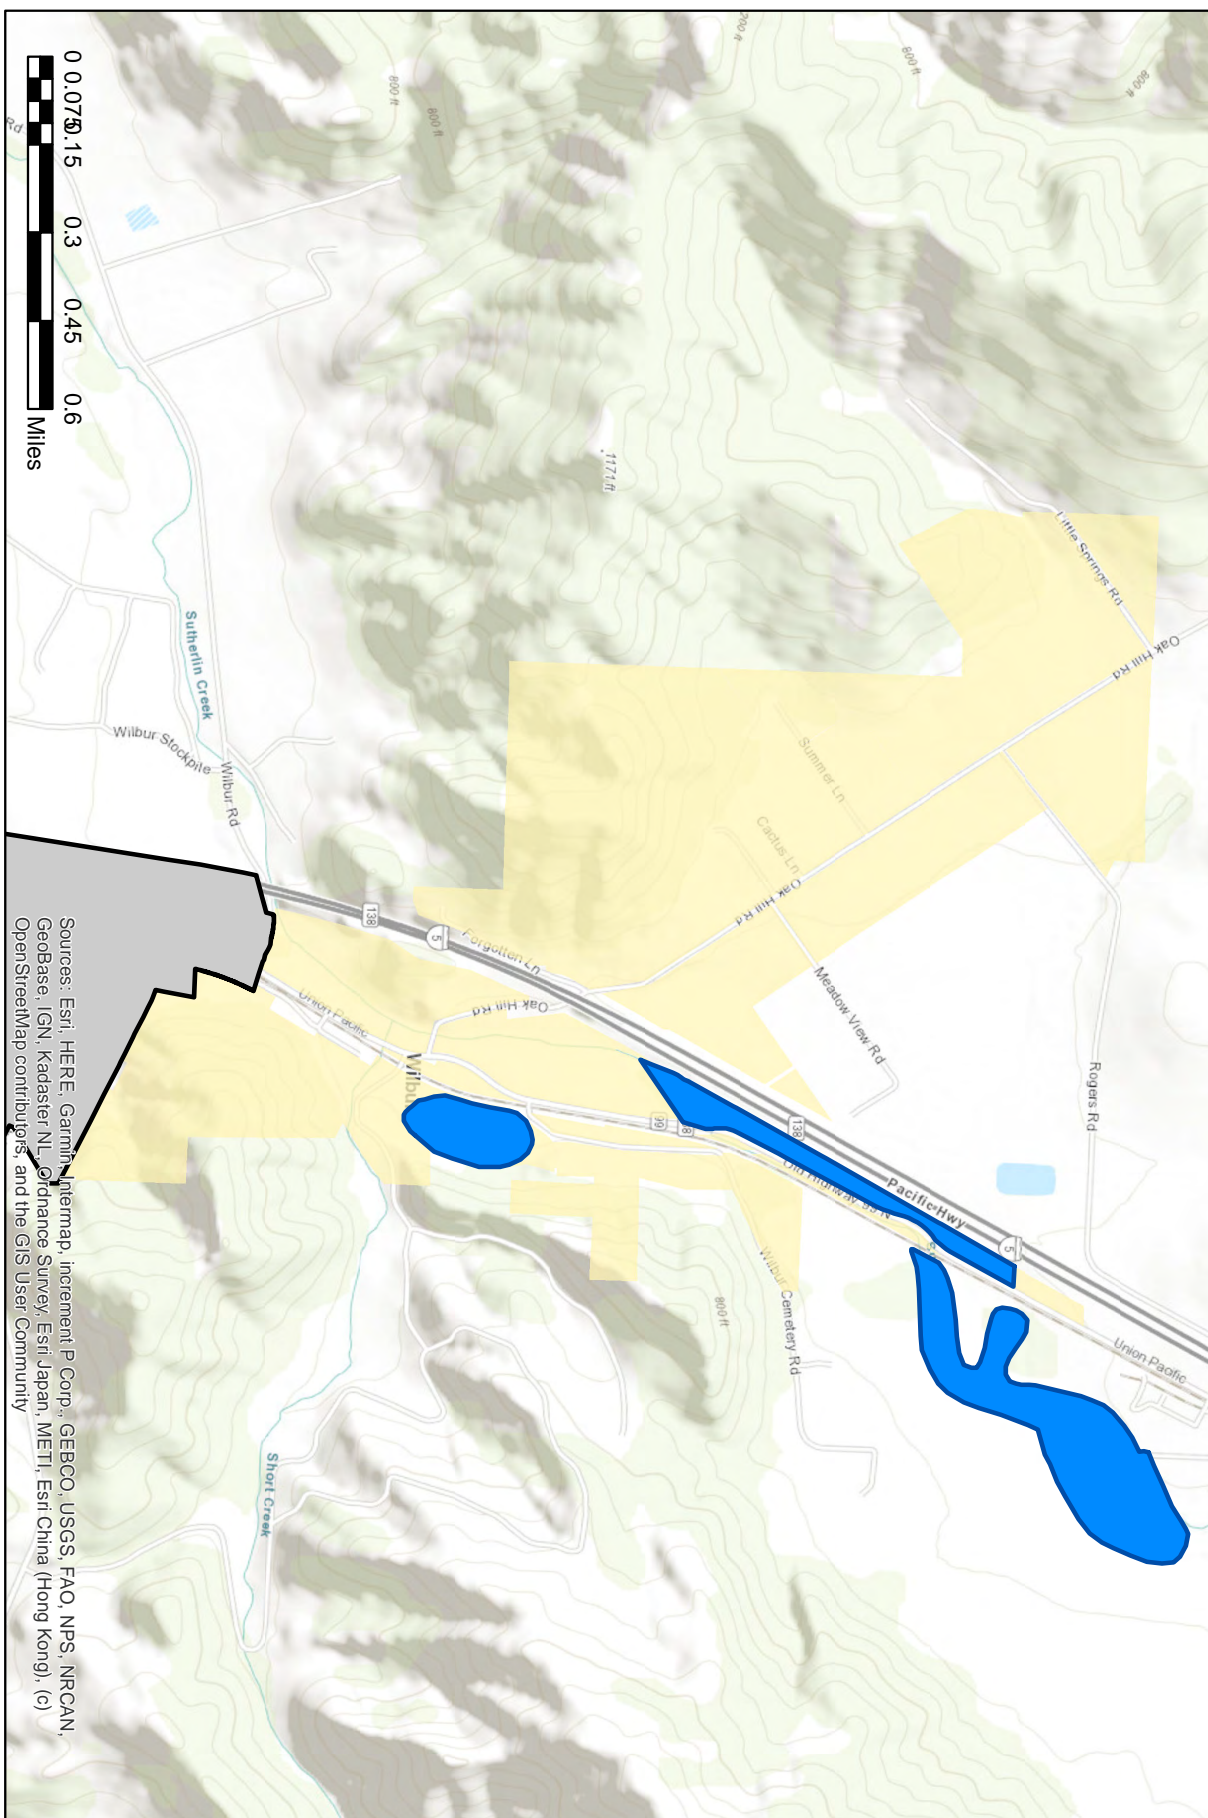 0 0.075 0.15 0.3 0.45 0.6
Miles
Rd
200 ft
800 ft
800 ft
800 ft
800 ft
1171 ft
Little Springs Rd
Oak Hill Rd
Summer Ln
Cactus Ln
Oak Hill Rd
Meadow View Rd
Rogers Rd
Sutherlin Creek
Wilbur Stockpile
Wilbur Rd
138
5
Forgotten Ln
Oak Hill Rd
Union Pacific
Wilbu
99
8
138
Old Highway 99 N
Pacific Hwy
5
Union Pacific
Wilbur Cemetery Rd
800 ft
Short Creek
Sources: Esri, HERE, Garmin, Intermap, increment P Corp., GEBCO, USGS, FAO, NPS, NRCAN,
GeoBase, IGN, Kadaster NL, Ordnance Survey, Esri Japan, METI, Esri China (Hong Kong), (c)
OpenStreetMap contributors, and the GIS User Community